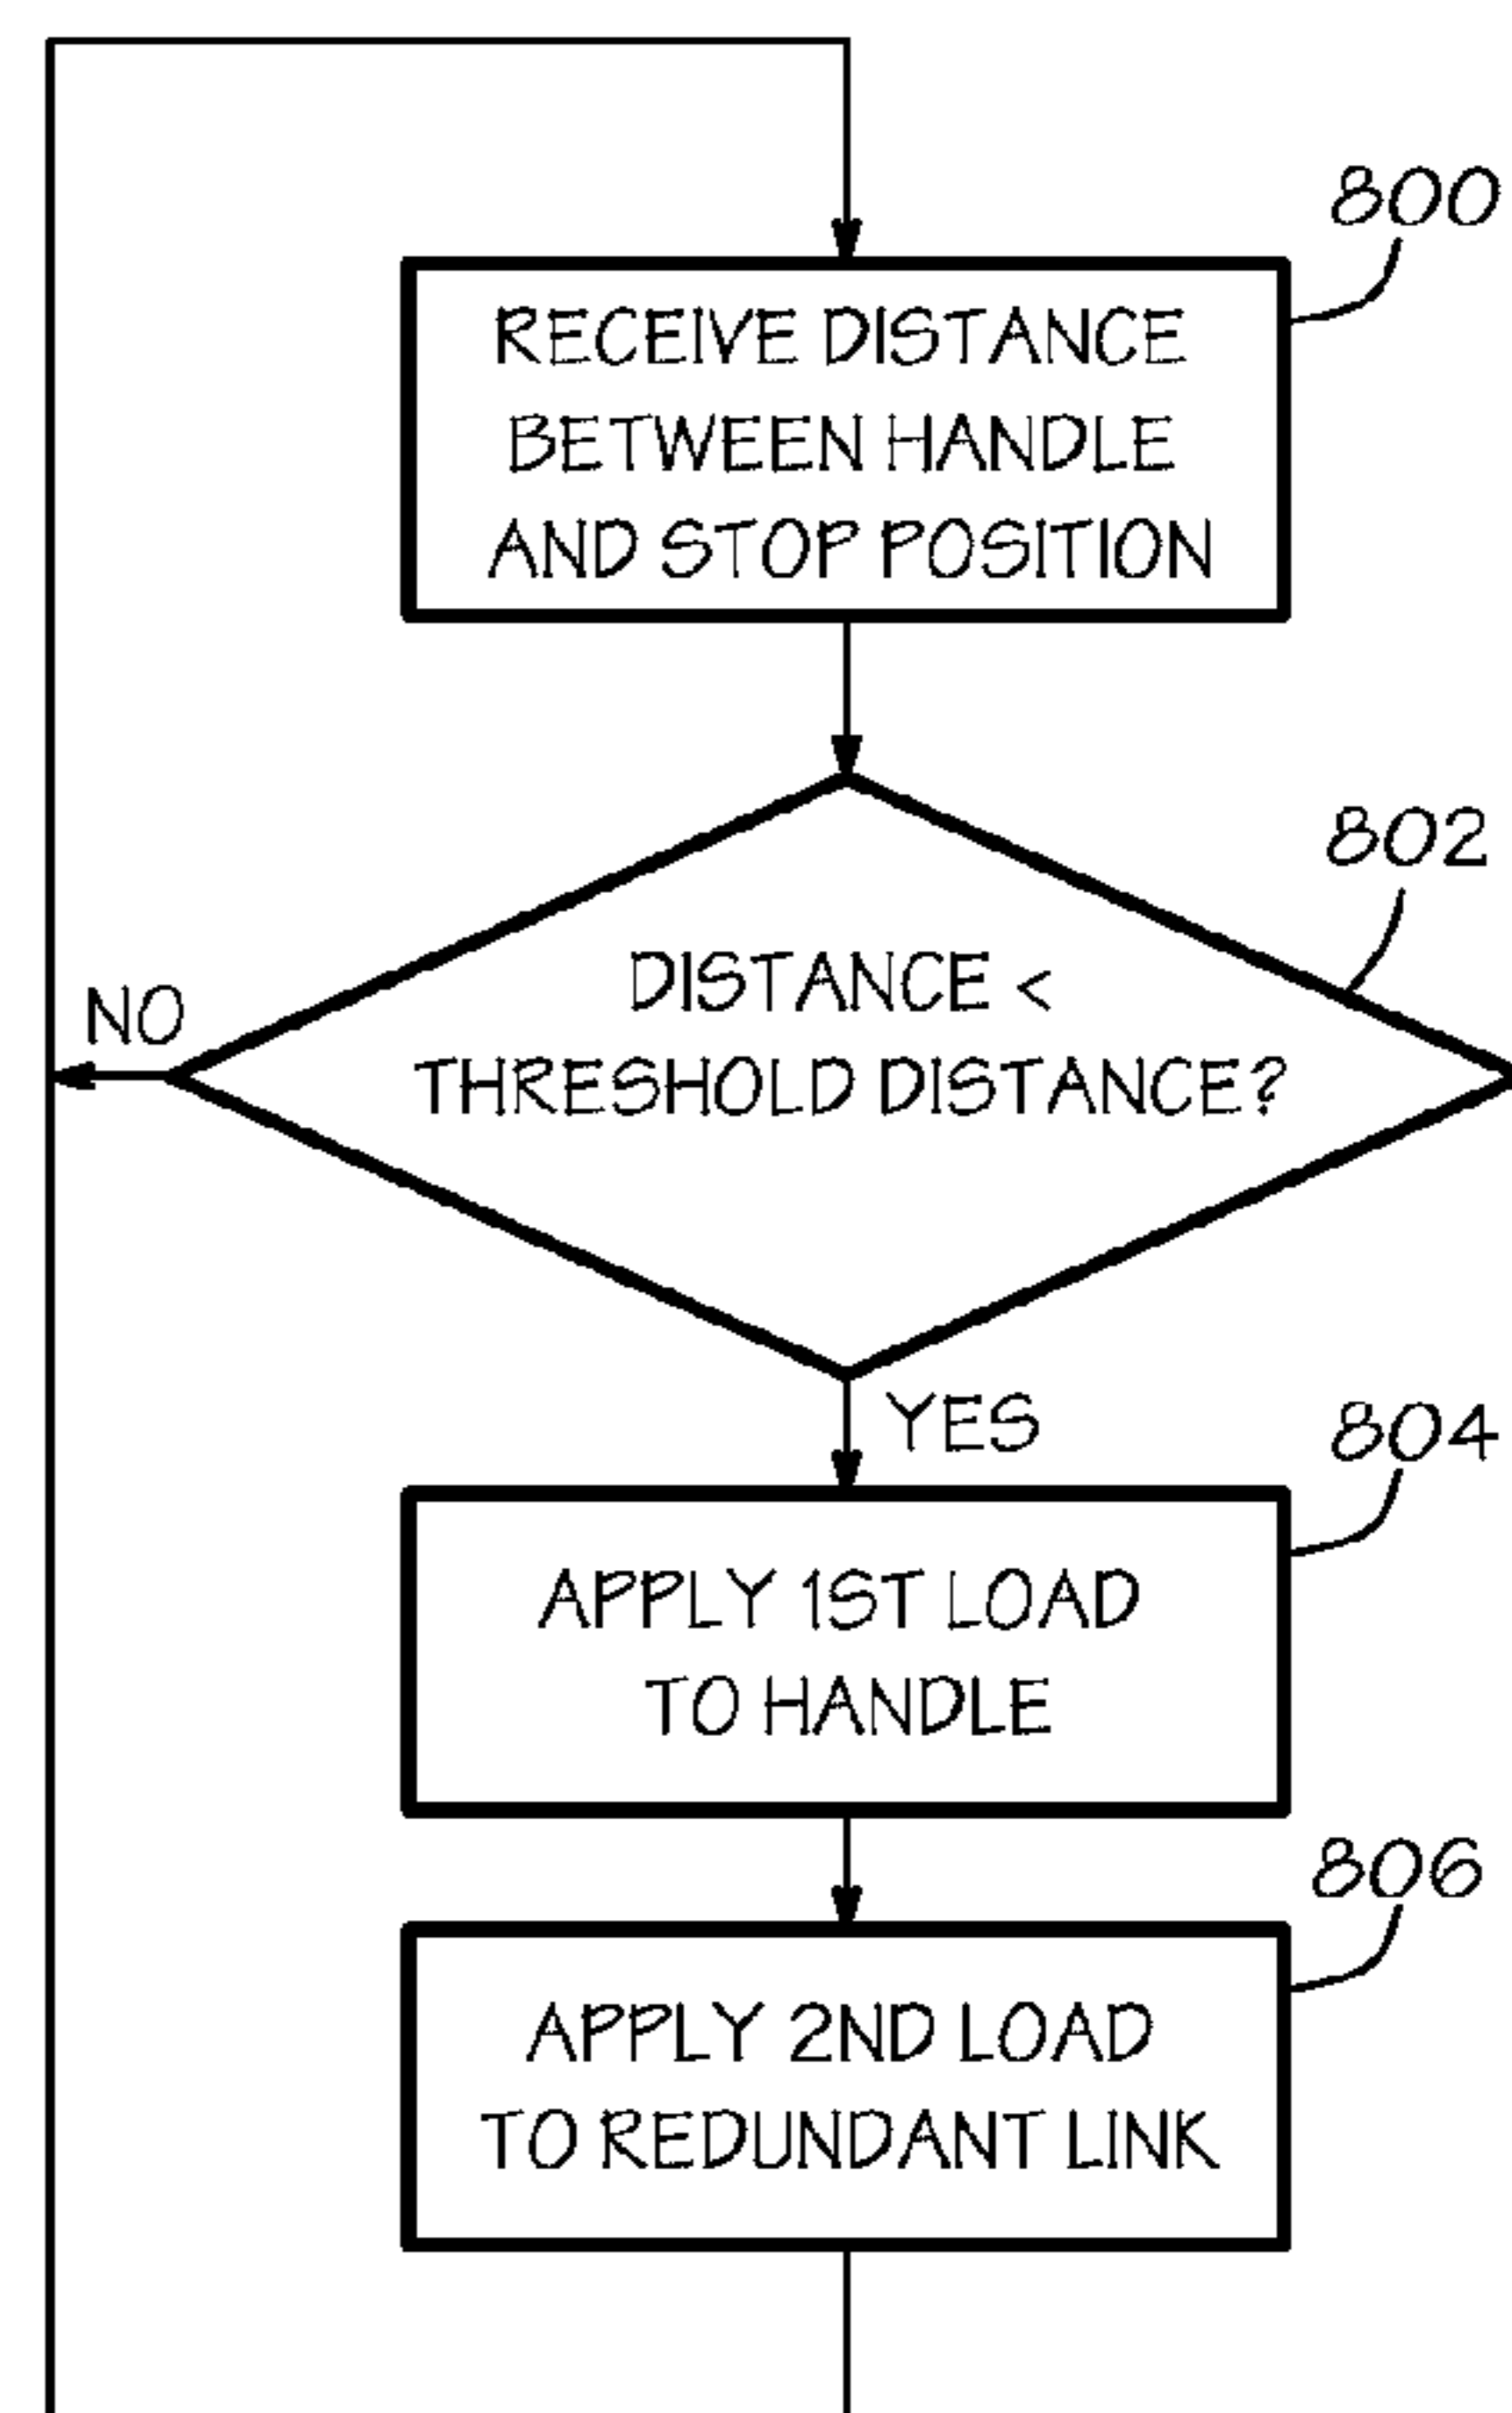 800
RECEIVE DISTANCE
BETWEEN HANDLE
AND STOP POSITION
802
DISTANCE <
THRESHOLD DISTANCE?
NO
YES
804
APPLY 1ST LOAD
TO HANDLE
806
APPLY 2ND LOAD
TO REDUNDANT LINK